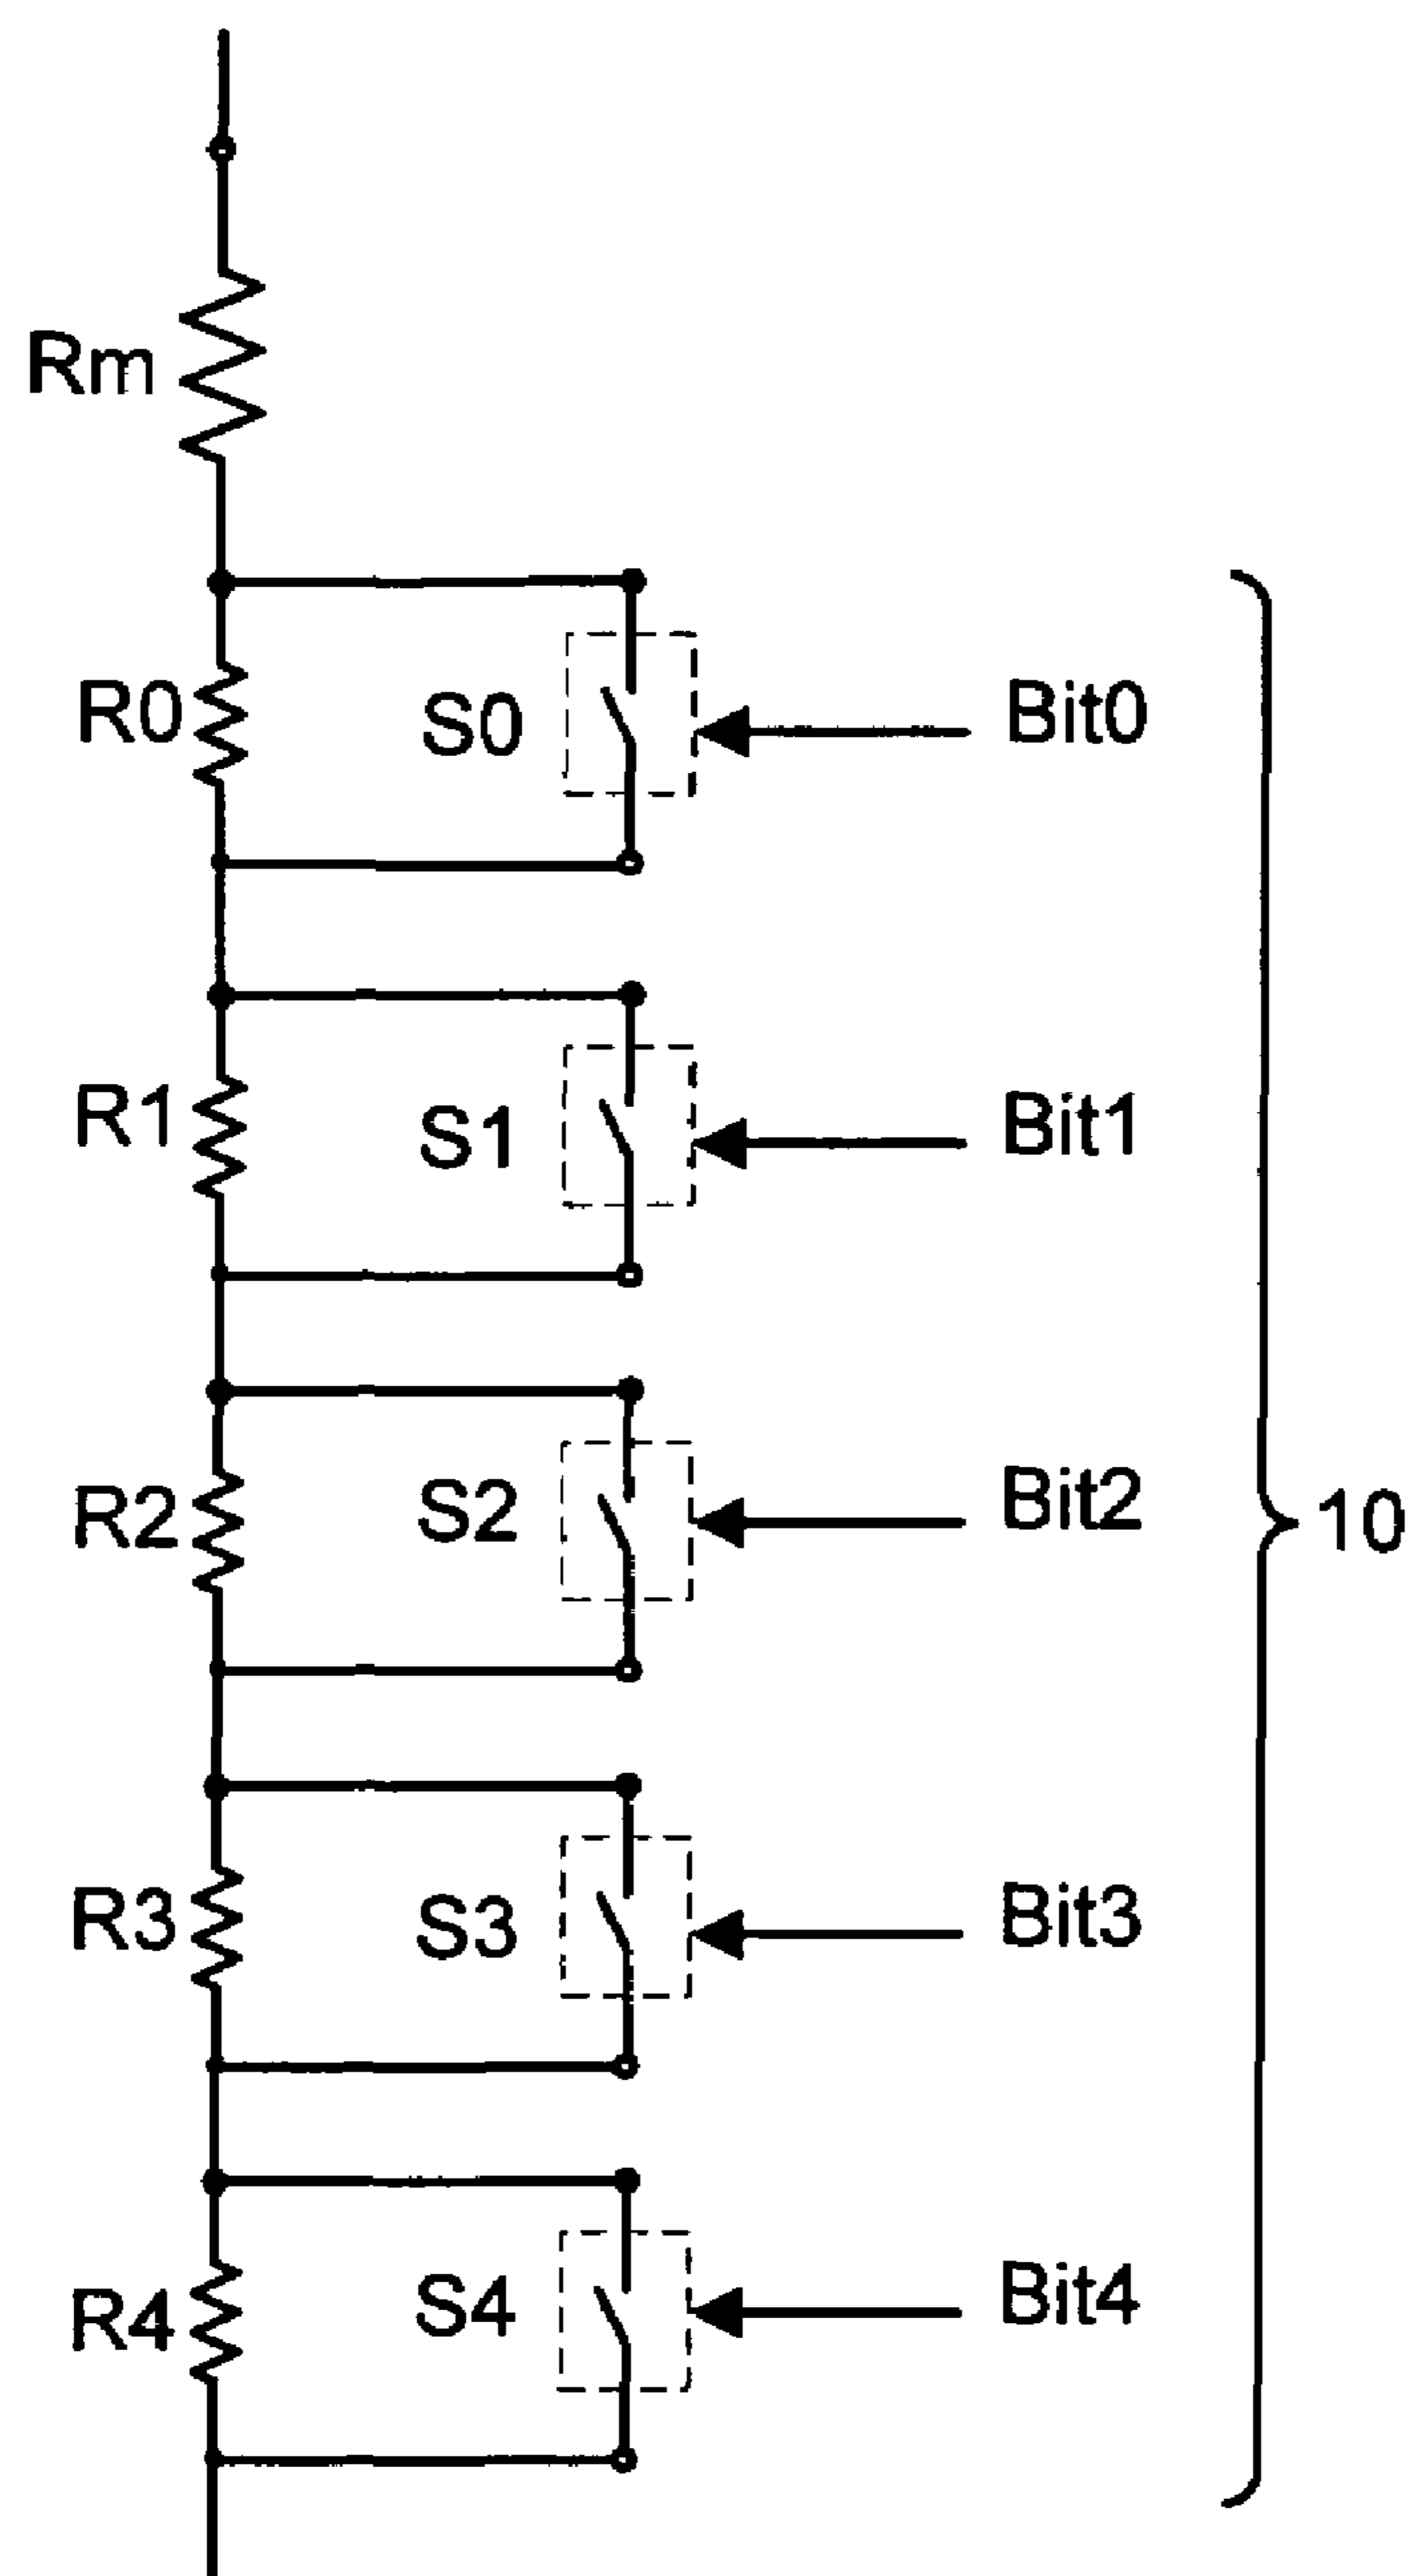 Rm
R0 S0 Bit0
R1 S1 Bit1
R2 S2 Bit2
10
R3 S3 Bit3
R4 S4 Bit4